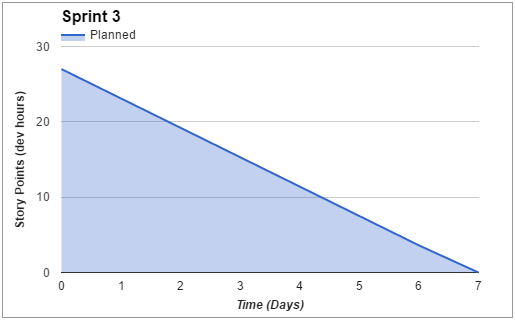 Sprint 3
Planned
Story Points (dev hours)
30
20
10
0
0 1 2 3 4 5 6 7
Time (Days)